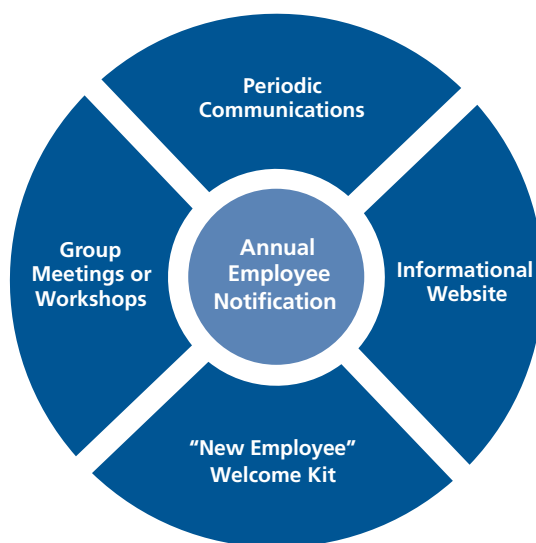 Periodic
Communications
Group
Meetings or
Workshops
Annual
Employee
Notification
Informational
Website
“New Employee”
Welcome Kit